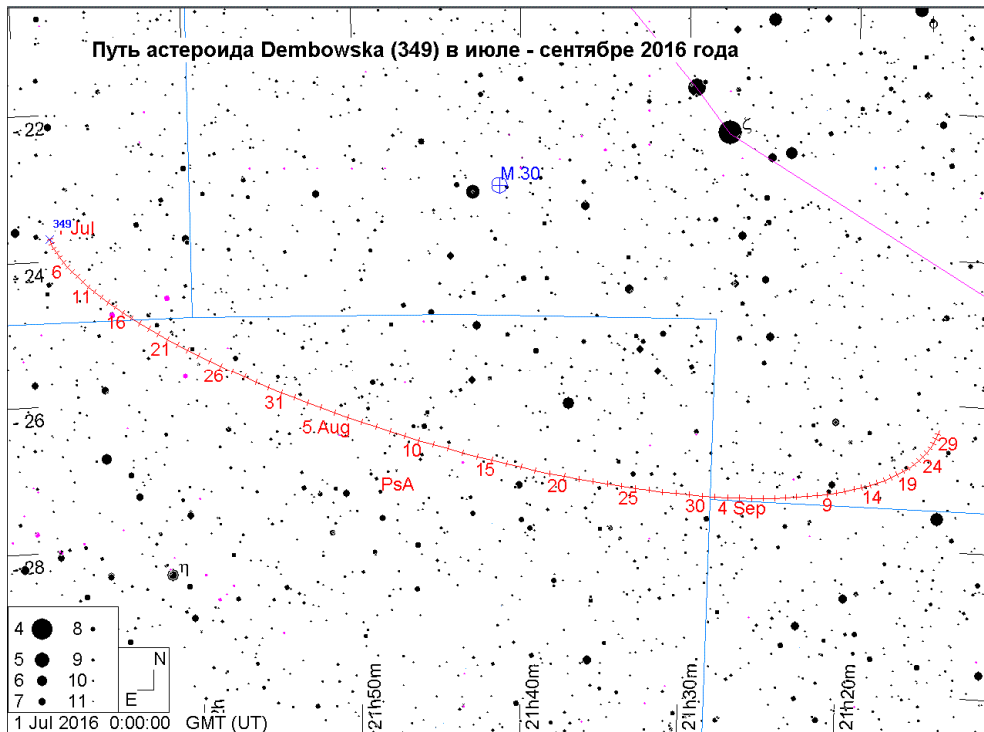 Путь астероида Dembowska (349) в июле - сентябре 2016 года
ϕ
ζ
-22
M 30
349
Jul
6
-24
11
16
21
26
31
5 Aug
-26
10
15
PsA
20
25
30
4 Sep
9
14
19
24
29
-28
η
4 8
5 9
6 10
7 11
N
E
2h
21h50m
21h40m
21h30m
21h20m
1 Jul 2016 0:00:00 GMT (UT)